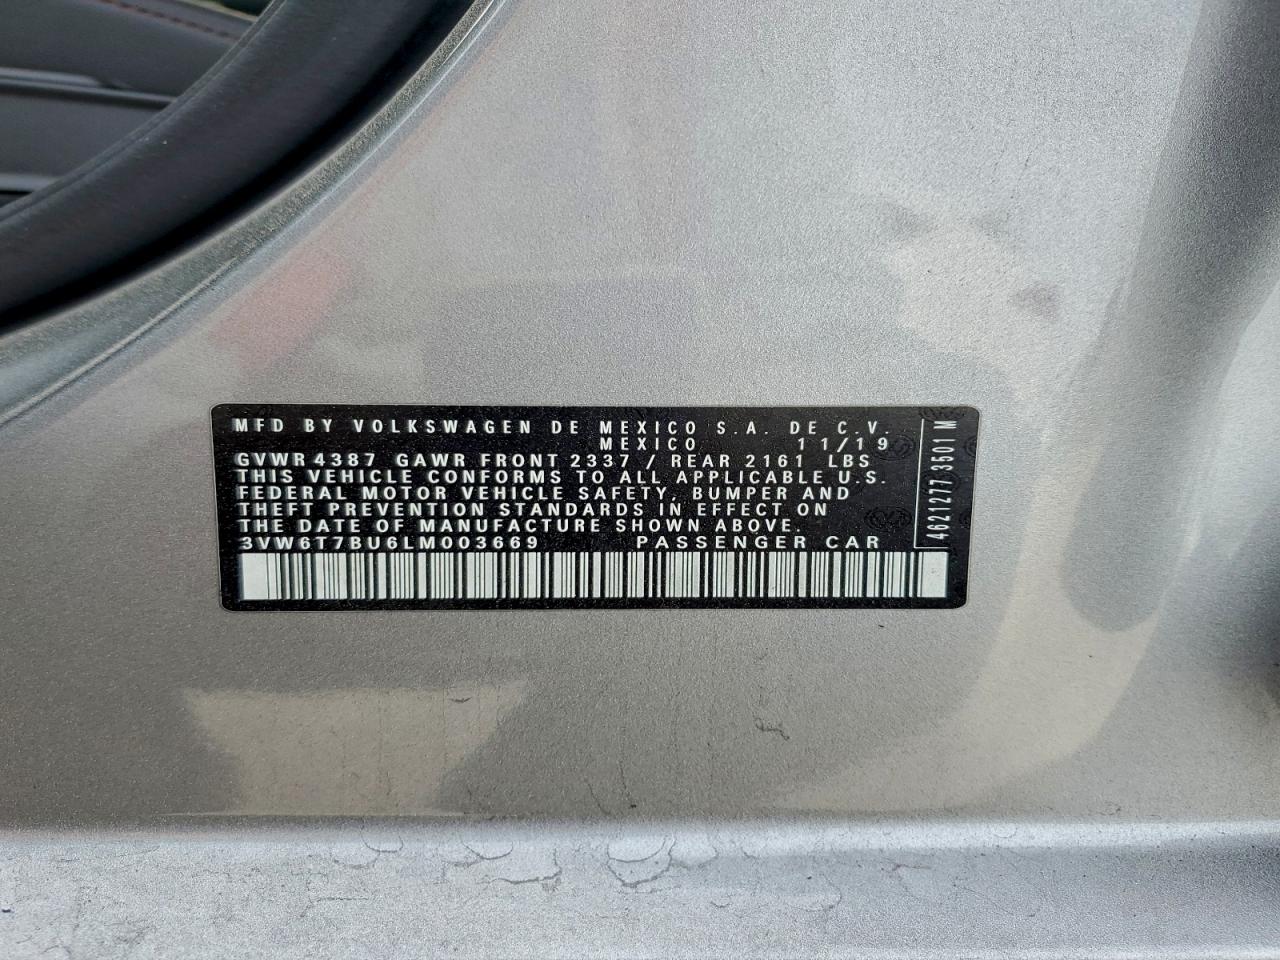 MFD BY VOLKSWAGEN DE MEXICO S.A. DE C.V.
MEXICO 11/19
GVWR 4387 GAWR FRONT 2337 / REAR 2161 LBS
THIS VEHICLE CONFORMS TO ALL APPLICABLE U.S.
FEDERAL MOTOR VEHICLE SAFETY, BUMPER AND
THEFT PREVENTION STANDARDS IN EFFECT ON
THE DATE OF MANUFACTURE SHOWN ABOVE.
3VW6T7BU6LM003669 PASSENGER CAR
4621277 3501 M